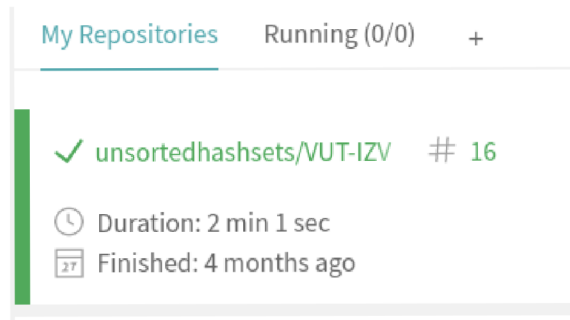 My Repositories Running (0/0) +
unsortedhashsets/VUT-IZV # 16
Duration: 2 min 1 sec
27 Finished: 4 months ago